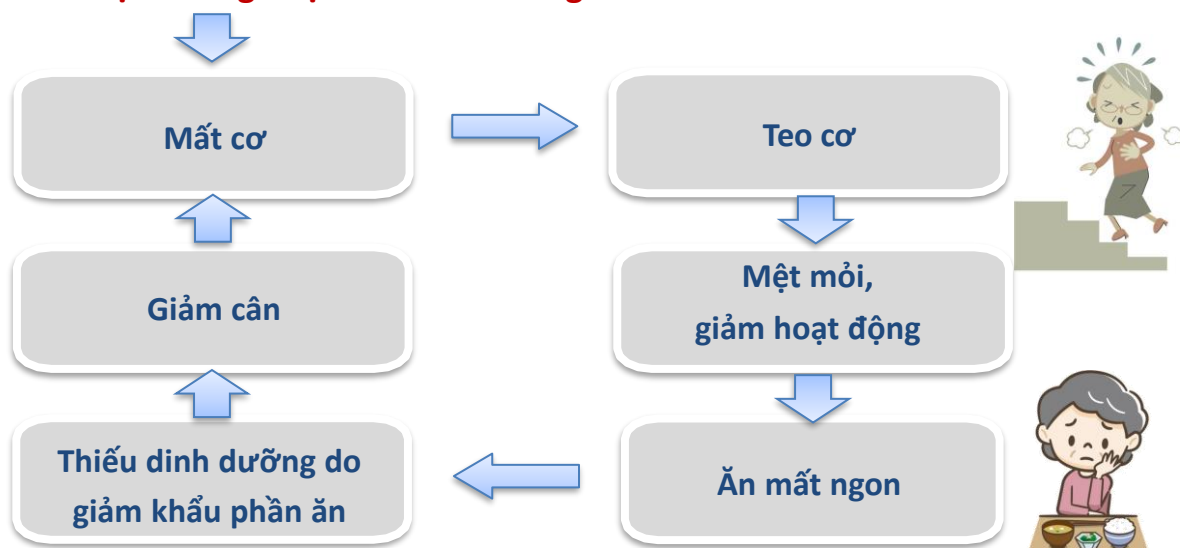 Mất cơ
Teo cơ
Mệt mỏi,
giảm hoạt động
Giảm cân
Thiếu dinh dưỡng do
giảm khẩu phần ăn
Ăn mất ngon